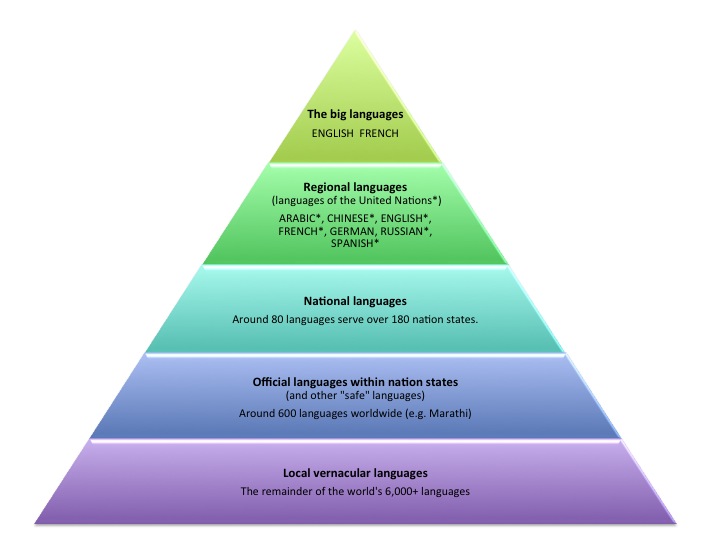 The big languages
ENGLISH  FRENCH
Regional languages
(languages of the United Nations*)
ARABIC*, CHINESE*, ENGLISH*,
FRENCH*, GERMAN, RUSSIAN*,
SPANISH*
National languages
Around 80 languages serve over 180 nation states.
Official languages within nation states
(and other "safe" languages)
Around 600 languages worldwide (e.g. Marathi)
Local vernacular languages
The remainder of the world's 6,000+ languages